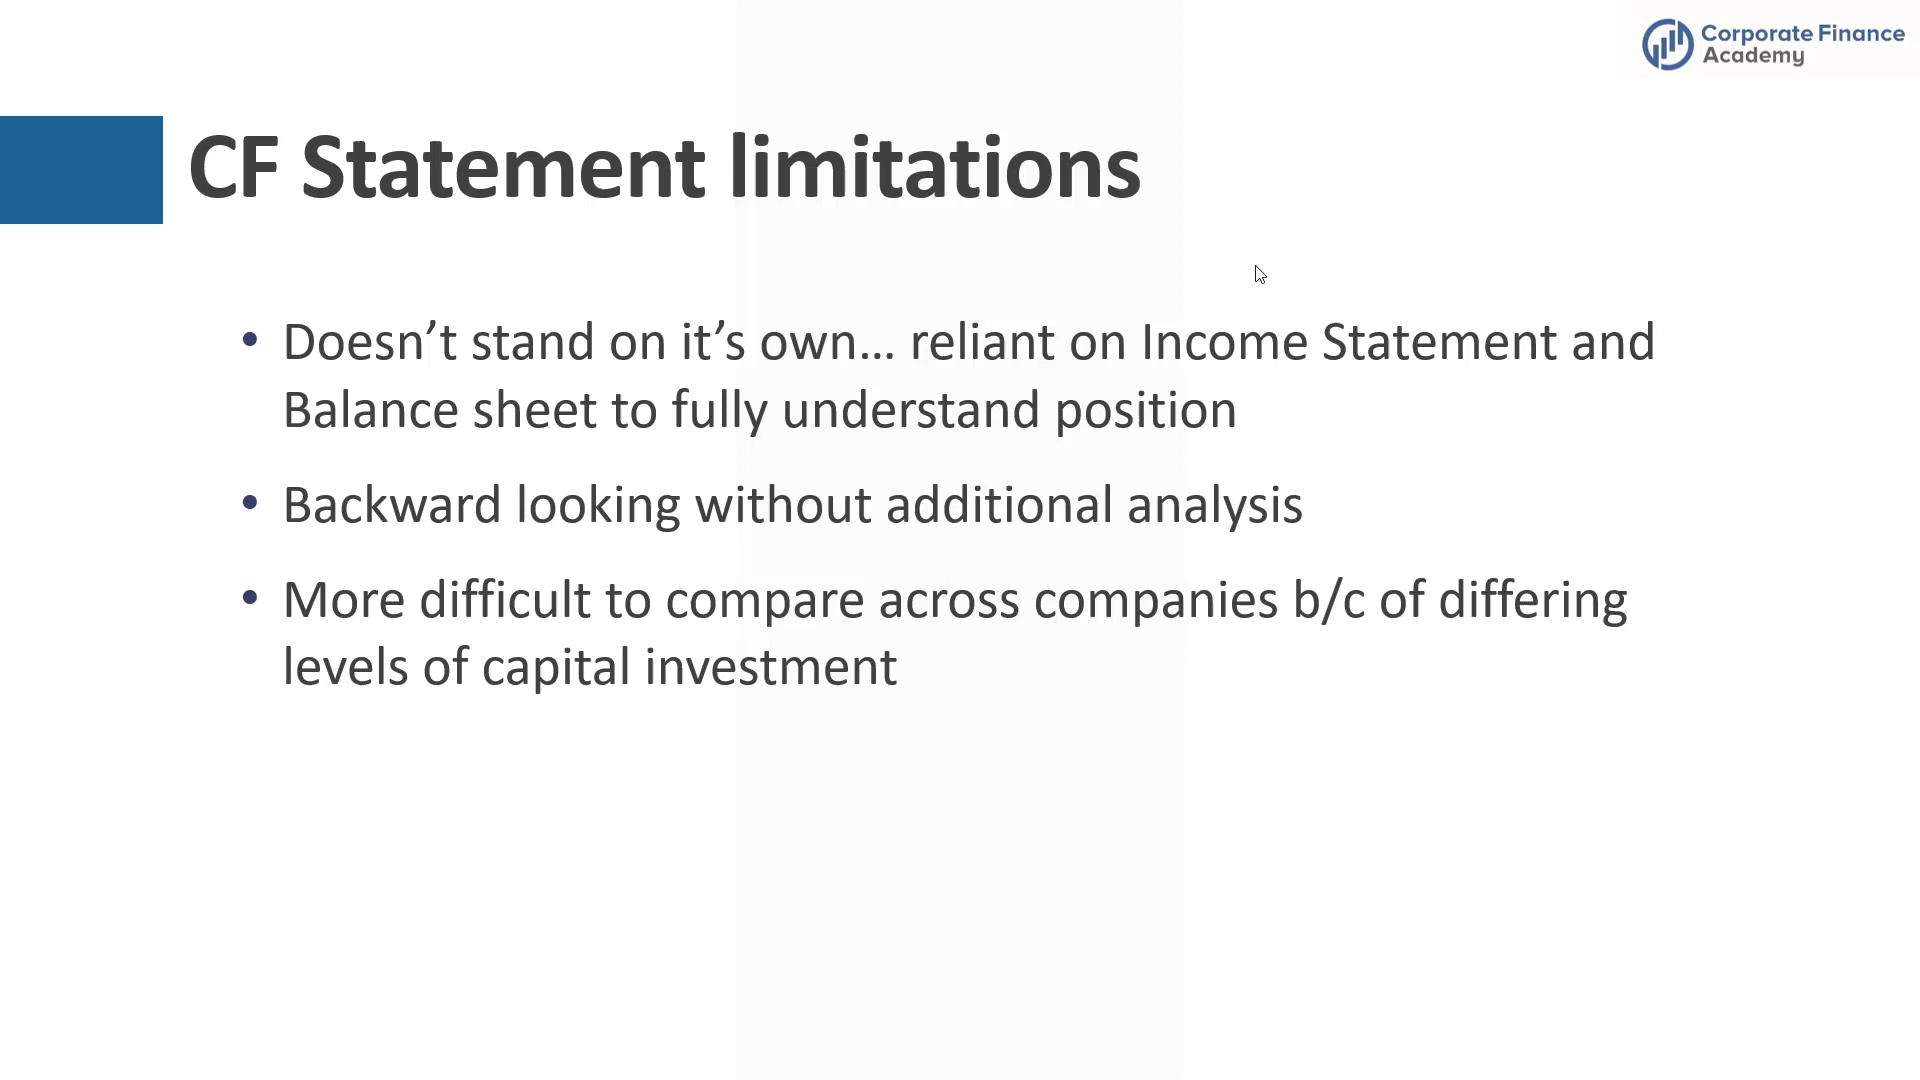 Corporate Finance
Academy
CF Statement limitations
• Doesn’t stand on it’s own… reliant on Income Statement and
Balance sheet to fully understand position
• Backward looking without additional analysis
• More difficult to compare across companies b/c of differing
levels of capital investment